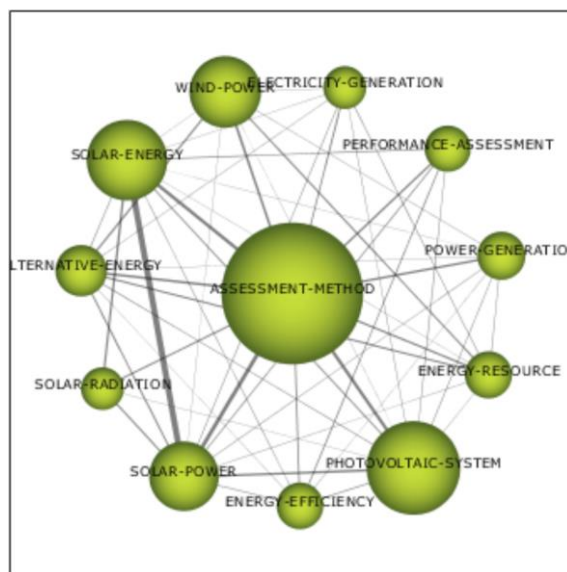 WIND-POWER
ELECTRICITY-GENERATION
PERFORMANCE-ASSESSMENT
SOLAR-ENERGY
POWER-GENERATIO
LTERNATIVE-ENERGY
ASSESSMENT-METHOD
ENERGY-RESOURCE
SOLAR-RADIATION
PHOTOVOLTAIC-SYSTEM
SOLAR-POWER
ENERGY-EFFICIENCY